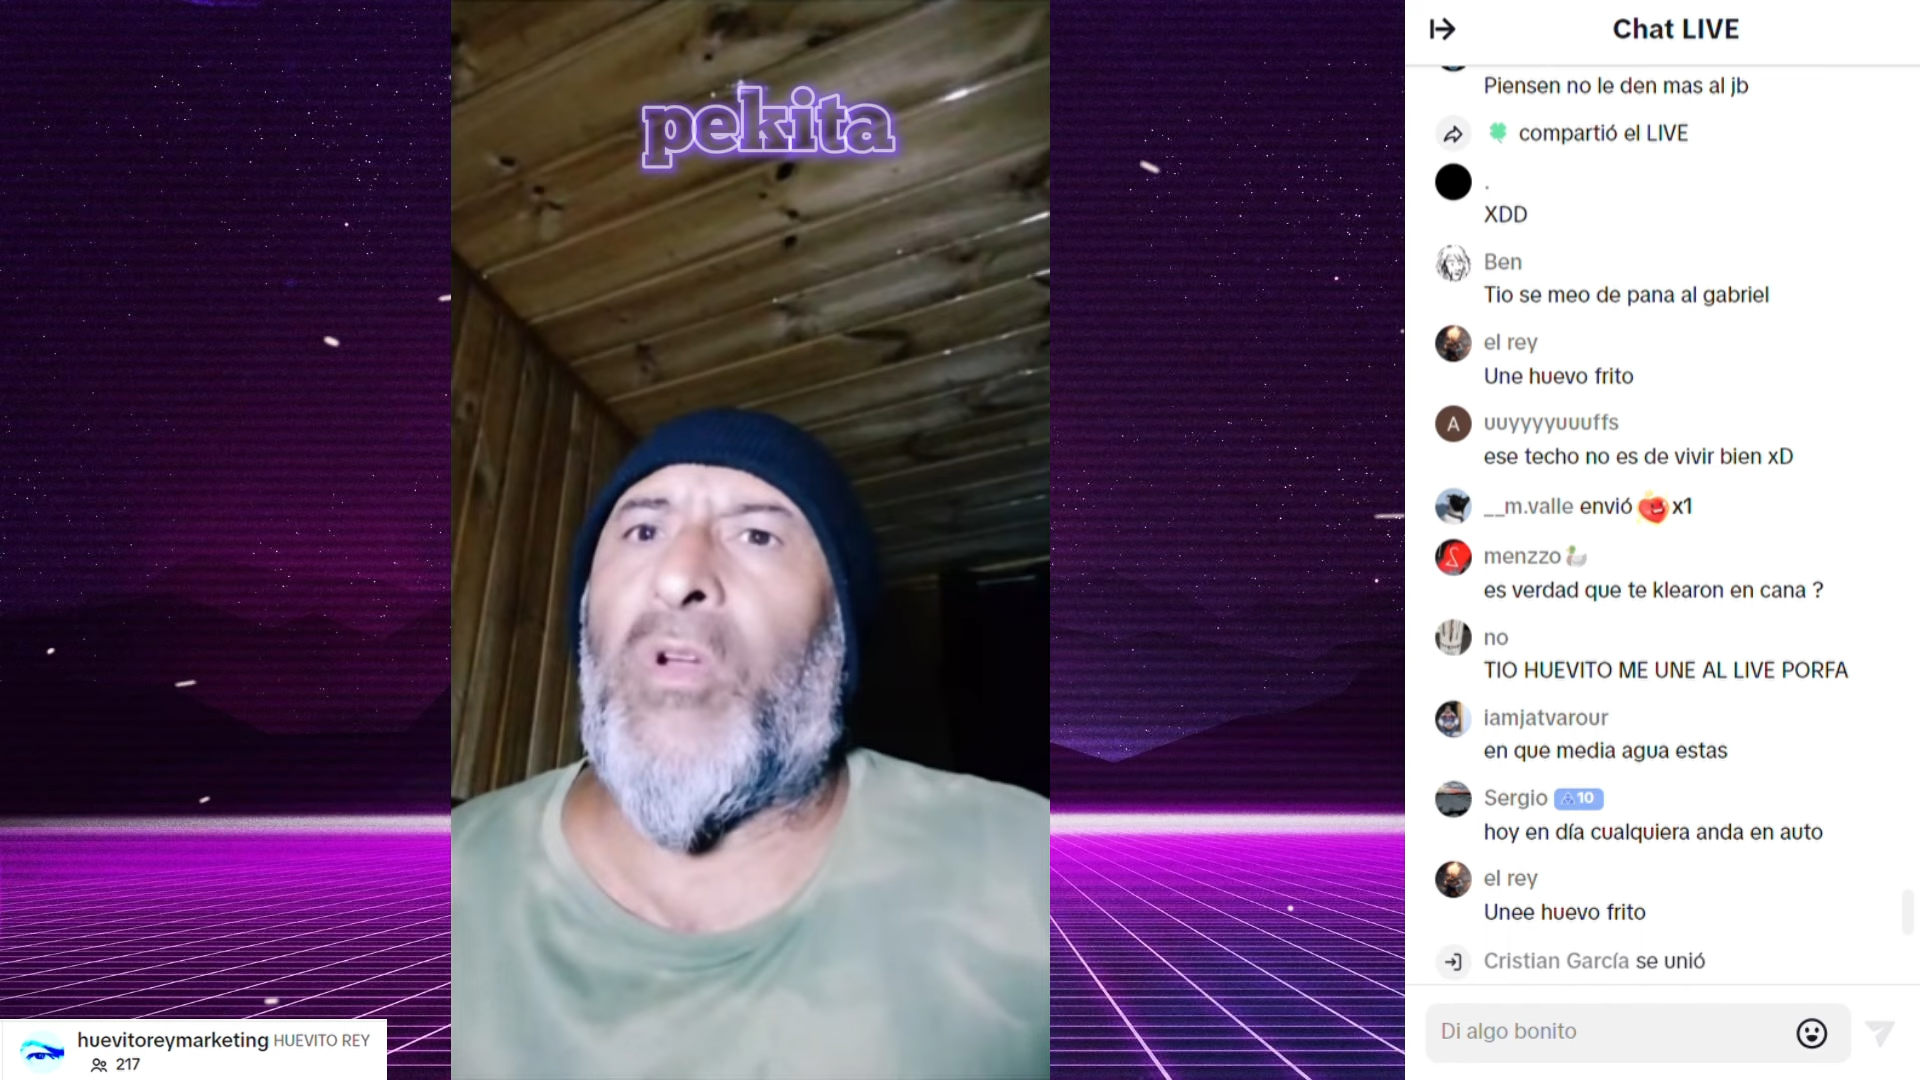 pekita
huevitoreymarketing HUEVITO REY
217
Chat LIVE
Piensen no le den mas al jb
compartió el LIVE
.
XDD
Ben
Tio se meo de pana al gabriel
el rey
Une huevo frito
A
uuyyyyuuuffs
ese techo no es de vivir bien xD
__m.valle envió x1
menzzo
es verdad que te klearon en cana ?
no
TIO HUEVITO ME UNE AL LIVE PORFA
iamjatvarour
en que media agua estas
Sergio 10
hoy en día cualquiera anda en auto
el rey
Unee huevo frito
Cristian García se unió
Di algo bonito